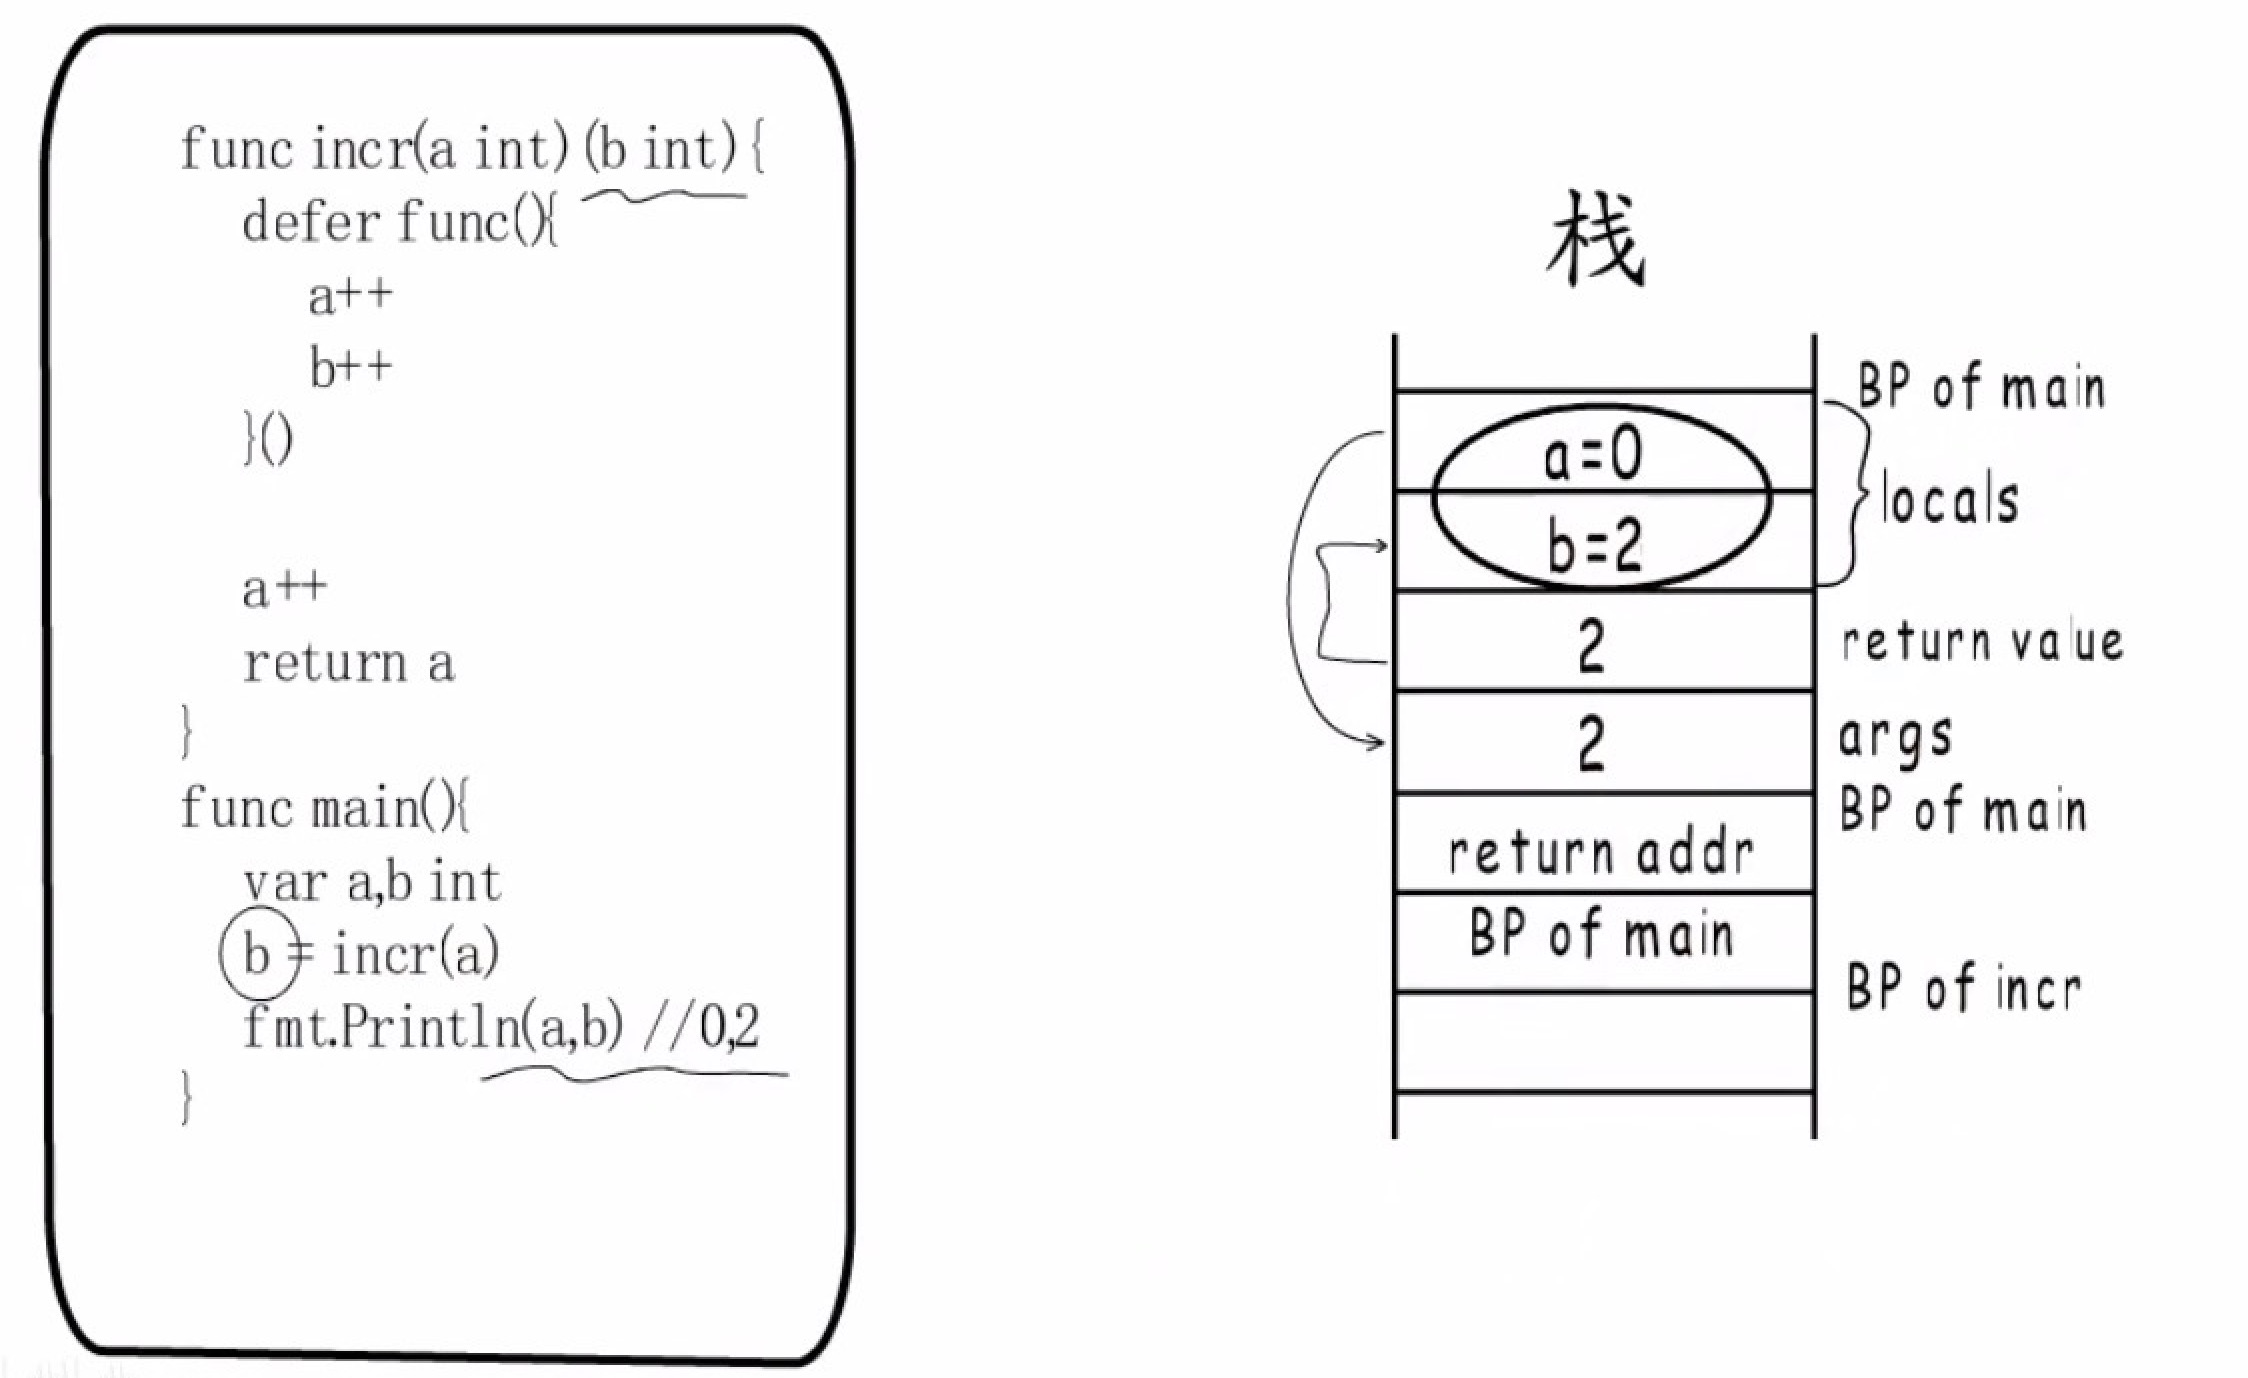 func incr(a int)(b int){
defer func(){
a++
b++
}()
a++
return a
}
func main(){
var a,b int
b = incr(a)
fmt.Println(a,b) //0,2
}
栈
BP of main
a=0
b=2
locals
2
return value
2
args
BP of main
return addr
BP of main
BP of incr